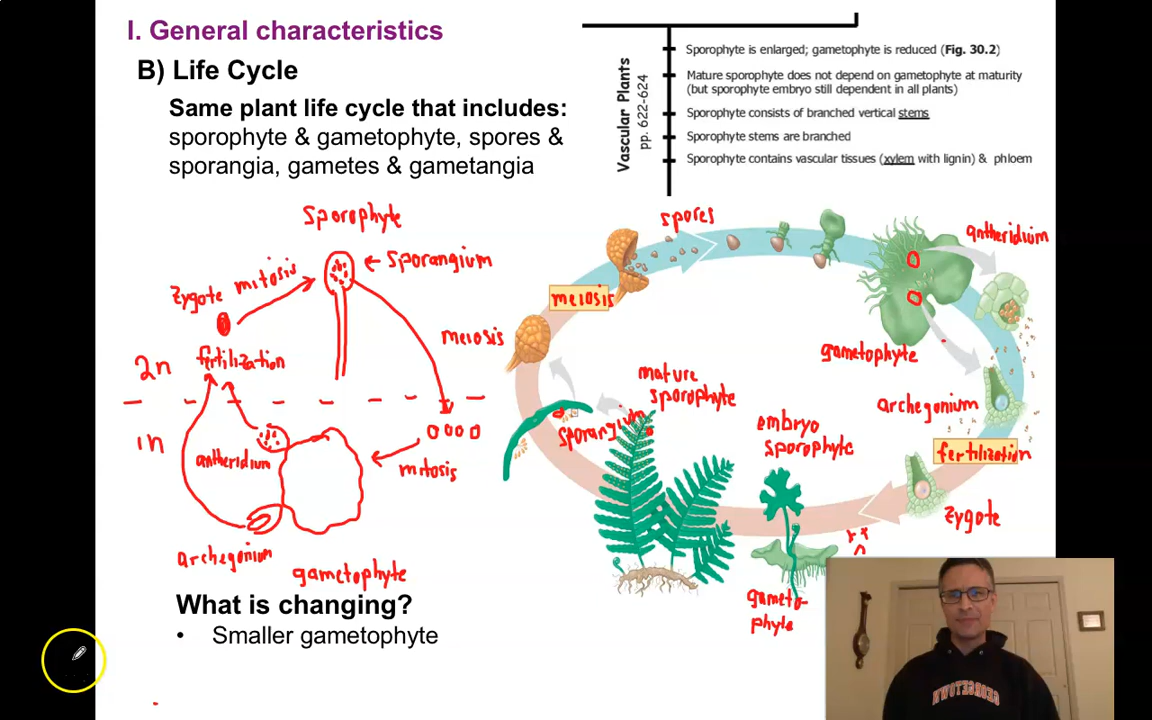 I. General characteristics
B) Life Cycle
Same plant life cycle that includes:
sporophyte & gametophyte, spores &
sporangia, gametes & gametangia
Vascular Plants
pp. 622-624
Sporophyte is enlarged; gametophyte is reduced (Fig. 30.2)
Mature sporophyte does not depend on gametophyte at maturity
(but sporophyte embryo still dependent in all plants)
Sporophyte consists of branched vertical stems
Sporophyte stems are branched
Sporophyte contains vascular tissues (xylem with lignin) & phloem
Sporophyte
← Sporangium
mitosis
Zygote
fertilization
2n
1n
meiosis
mitosis
antheridium
archegonium
gametophyte
spores
meiosis
antheridium
gametophyte
archegonium
fertilization
zygote
mature
sporophyte
sporangium
embryo
sporophyte
gameto-
phyte
What is changing?
• Smaller gametophyte
GEORGETOWN